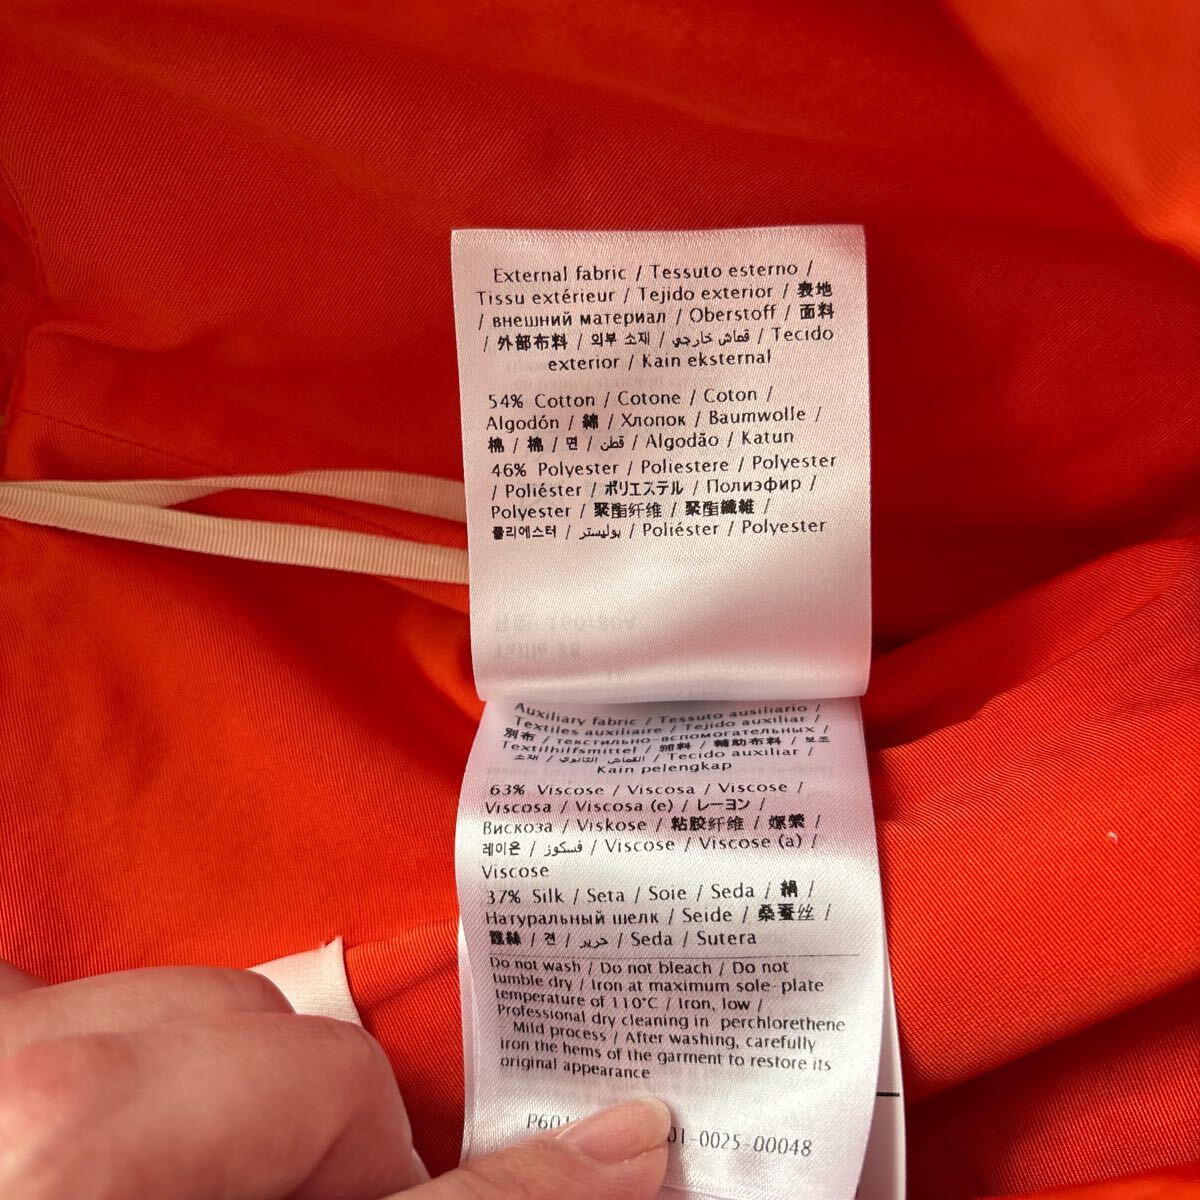 External fabric / Tessuto esterno /
Tissu extérieur / Tejido exterior / 表地
/ внешний материал / Oberstoff / 面料
/ 外部布料 / 외부 소재 / قماش خارجي / Tecido
exterior / Kain eksternal
54% Cotton / Cotone / Coton /
Algodón / 綿 / Хлопок / Baumwolle /
棉 / 棉 / 면 / قطن / Algodão / Katun
46% Polyester / Poliestere / Polyester
/ Poliéster / ポリエステル / Полиэфир /
Polyester / 聚酯纤维 / 聚酯纖維 /
폴리에스터 / بوليستر / Poliéster / Polyester
Auxiliary fabric / Tessuto ausiliario /
Textiles auxiliaire / Tejido auxiliar /
別布 / текстильно-вспомогательных /
Textilhilfsmittel / 辅料 / 輔助布料 / 보조
소재 / القماش الثانوي / Tecido auxiliar /
Kain pelengkap
63% Viscose / Viscosa / Viscose /
Viscosa / Viscosa (e) / レーヨン /
Вискоза / Viskose / 粘胶纤维 / 嫘縈 /
레이온 / فسكوز / Viscose / Viscose (a) /
Viscose
37% Silk / Seta / Soie / Seda / 絹 /
Натуральный шелк / Seide / 桑蚕丝 /
蠶絲 / 견 / حرير / Seda / Sutera
Do not wash / Do not bleach / Do not
tumble dry / Iron at maximum sole-plate
temperature of 110°C / Iron, low /
Professional dry cleaning in perchlorethene
- Mild process / After washing, carefully
iron the hems of the garment to restore its
original appearance
P601 01-0025-00048